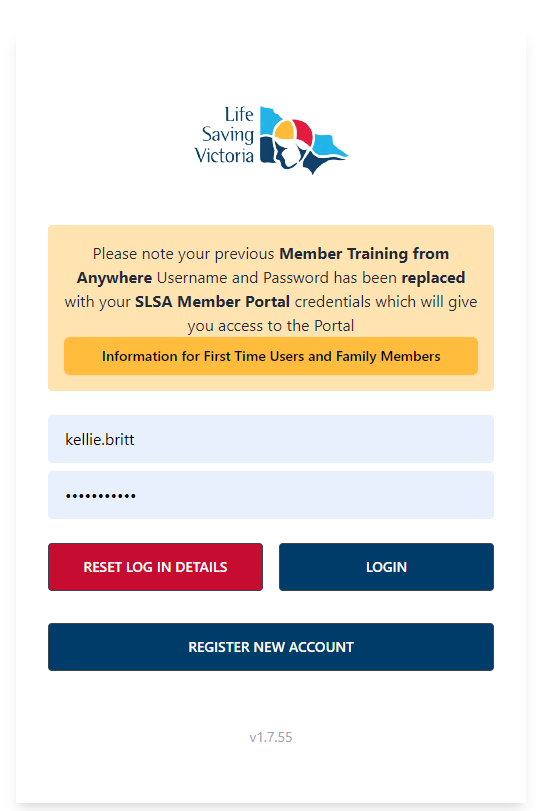 Life
Saving
Victoria
Please note your previous Member Training from
Anywhere Username and Password has been replaced
with your SLSA Member Portal credentials which will give
you access to the Portal
Information for First Time Users and Family Members
kellie.britt
•••••••••••
RESET LOG IN DETAILS
LOGIN
REGISTER NEW ACCOUNT
v1.7.55